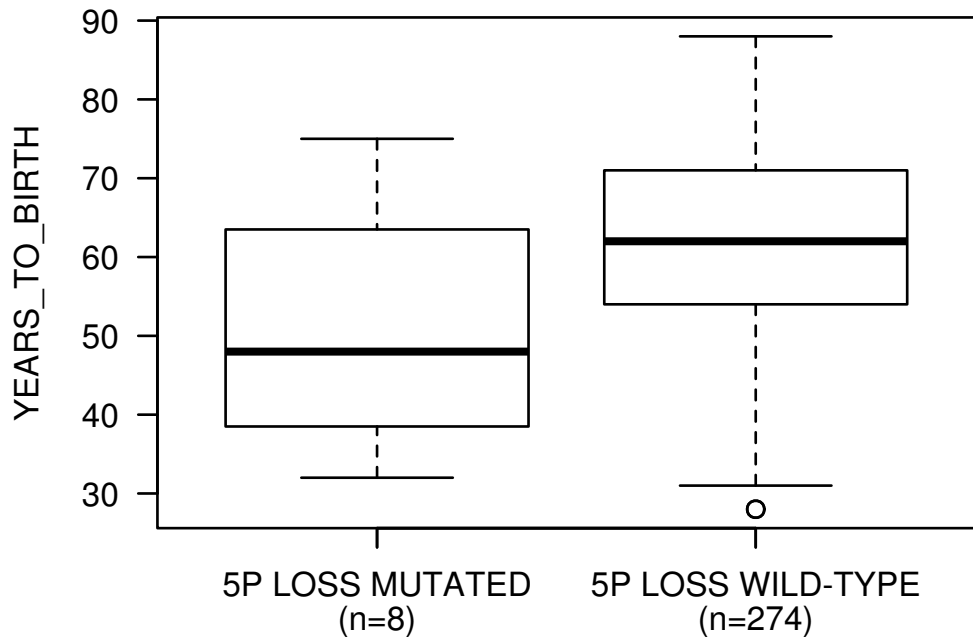 YEARS_TO_BIRTH
90
80
70
60
50
40
30
5P LOSS MUTATED
(n=8)
5P LOSS WILD-TYPE
(n=274)